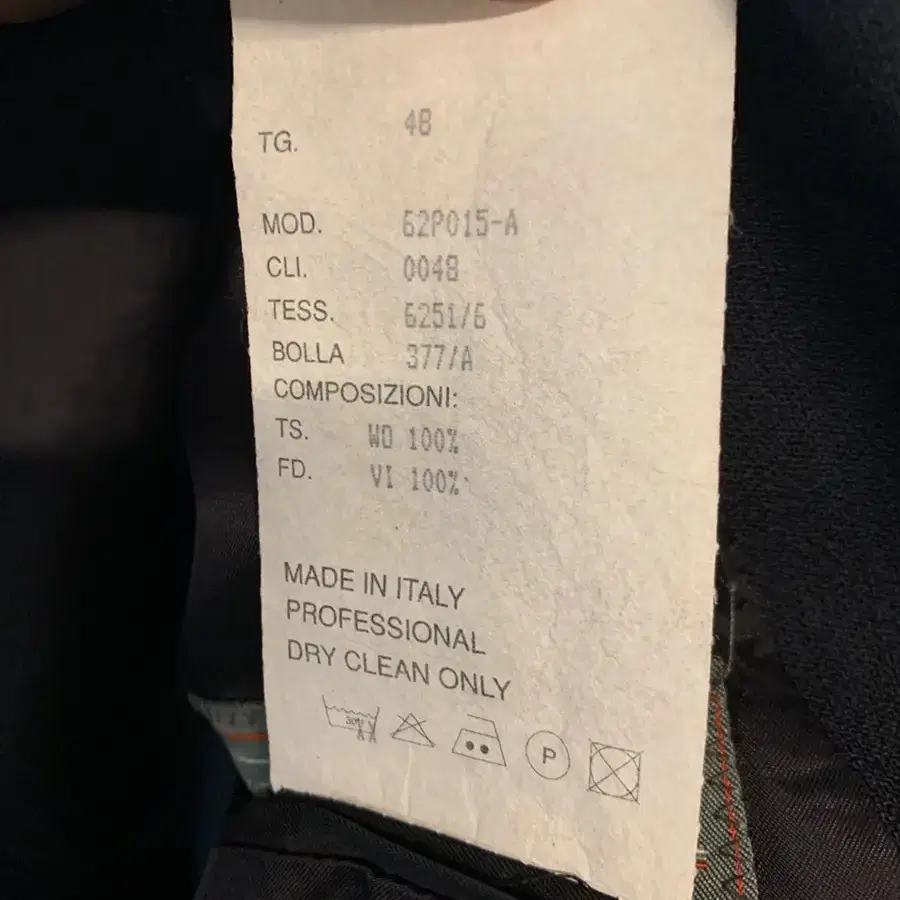 TG. 48
MOD. 62P015-A
CLI. 0048
TESS. 6251/6
BOLLA 377/A
COMPOSIZIONI:
TS. WO 100%
FD. VI 100%
MADE IN ITALY
PROFESSIONAL
DRY CLEAN ONLY
P